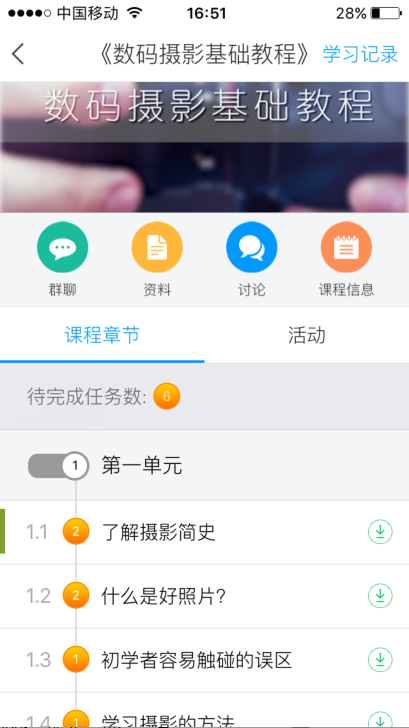 中国移动 16:51 28%
《数码摄影基础教程》 学习记录
数码摄影基础教程
群聊 资料 讨论 课程信息
课程章节 活动
待完成任务数: 6
1 第一单元
1.1 2 了解摄影简史
1.2 2 什么是好照片?
1.3 1 初学者容易触碰的误区
1.4 1 学习摄影的方法